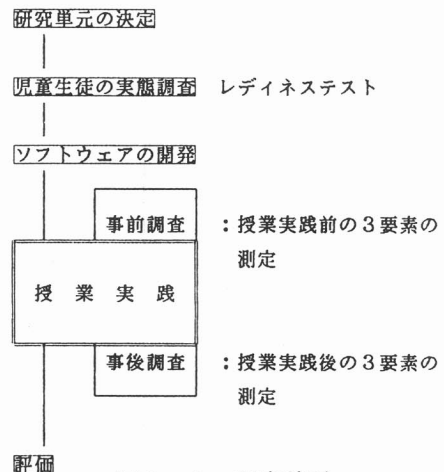 研究単元の決定
児童生徒の実態調査 レディネステスト
ソフトウェアの開発
事前調査 :授業実践前の3要素の
測定
授業実践
事後調査 :授業実践後の3要素の
測定
評価